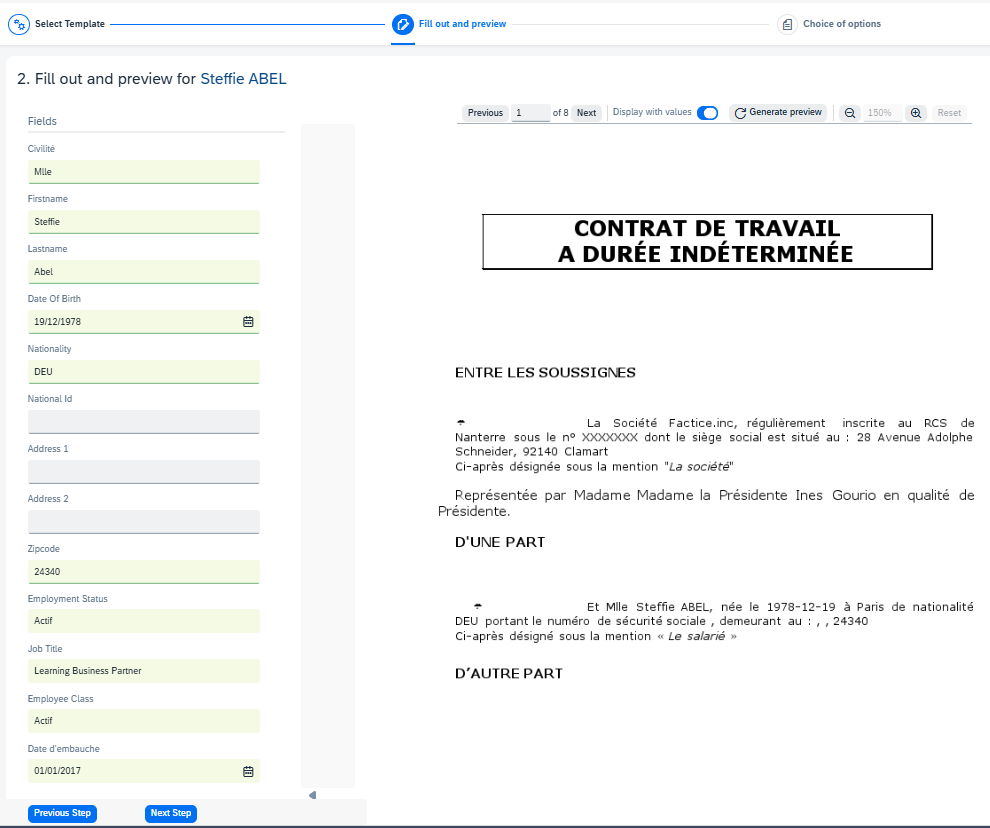 Select Template
Fill out and preview
Choice of options
2. Fill out and preview for Steffie ABEL
Fields
Civilité
Mlle
Firstname
Steffie
Lastname
Abel
Date Of Birth
19/12/1978
Nationality
DEU
National Id
Address 1
Address 2
Zipcode
24340
Employment Status
Actif
Job Title
Learning Business Partner
Employee Class
Actif
Date d'embauche
01/01/2017
Previous Step
Next Step
Previous 1 of 8 Next Display with values Generate preview 150% Reset
CONTRAT DE TRAVAIL
A DURÉE INDÉTERMINÉE
ENTRE LES SOUSSIGNES
La Société Factice.inc, régulièrement inscrite au RCS de
Nanterre sous le nº XXXXXXX dont le siège social est situé au : 28 Avenue Adolphe
Schneider, 92140 Clamart
Ci-après désignée sous la mention "La société"
Représentée par Madame Madame la Présidente Ines Gourio en qualité de
Présidente.
D'UNE PART
Et Mlle Steffie ABEL, née le 1978-12-19 à Paris de nationalité
DEU portant le numéro de sécurité sociale , demeurant au : , , 24340
Ci-après désigné sous la mention « Le salarié »
D'AUTRE PART